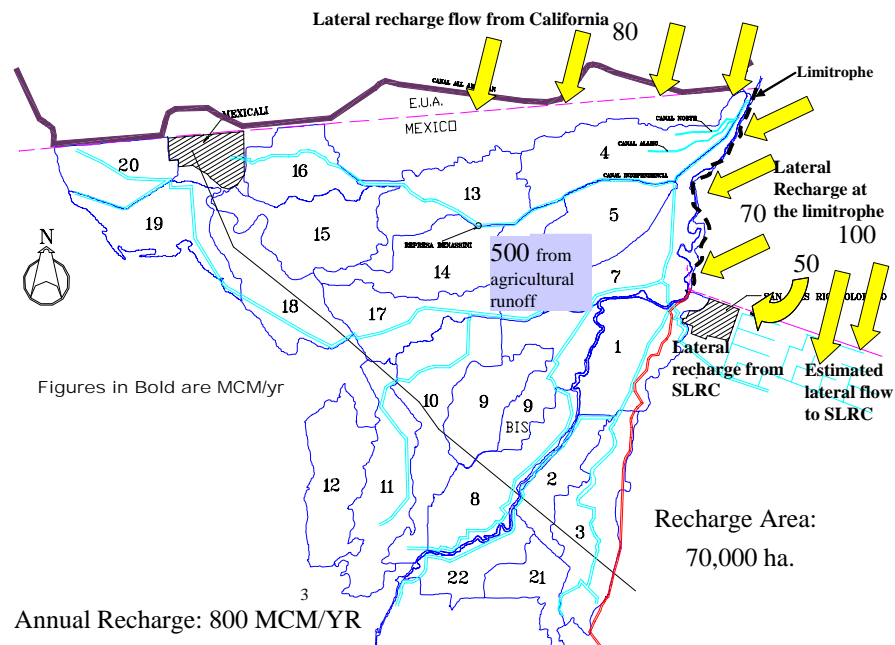 Lateral recharge flow from California
80
Limitrophe
E.U.A.
MEXICO
MEXICALI
CANAL NORTH
CANAL ALAMO
CANAL INDEPENDENCIA
20
16
4
13
19
15
5
Lateral
Recharge at
the limitrophe
70
100
N
REPRESA BENASSINI
14
500 from
agricultural
runoff
7
50
18
17
1
Lateral
recharge from
SLRC
Estimated
lateral flow
to SLRC
Figures in Bold are MCM/yr
10
9
9
BIS
12
11
8
2
3
22
21
Recharge Area:
70,000 ha.
3
Annual Recharge: 800 MCM/YR